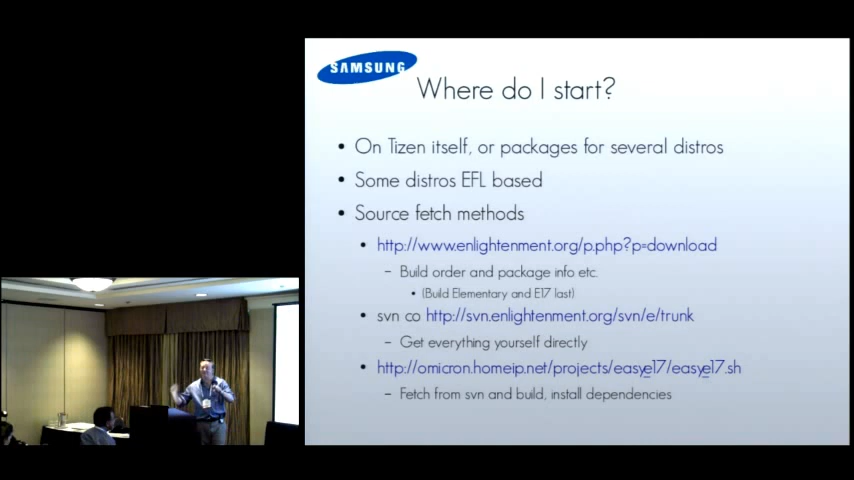 SAMSUNG
Where do I start?
• On Tizen itself, or packages for several distros
• Some distros EFL based
• Source fetch methods
• http://www.enlightenment.org/p.php?p=download
– Build order and package info etc.
• (Build Elementary and E17 last)
• svn co http://svn.enlightenment.org/svn/e/trunk
– Get everything yourself directly
• http://omicron.homeip.net/projects/easy_e17/easy_e17.sh
– Fetch from svn and build, install dependencies